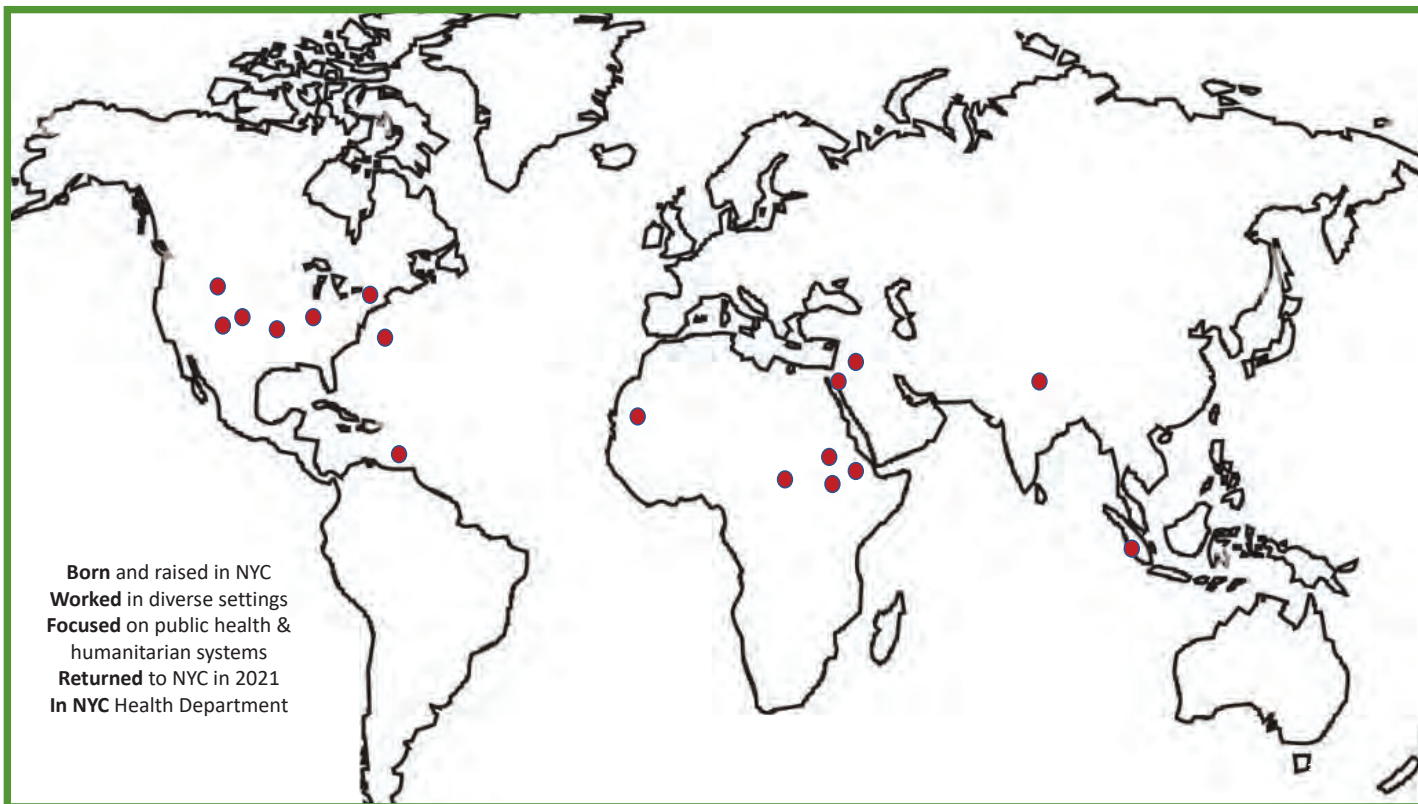 Born and raised in NYC
Worked in diverse settings
Focused on public health &
humanitarian systems
Returned to NYC in 2021
In NYC Health Department